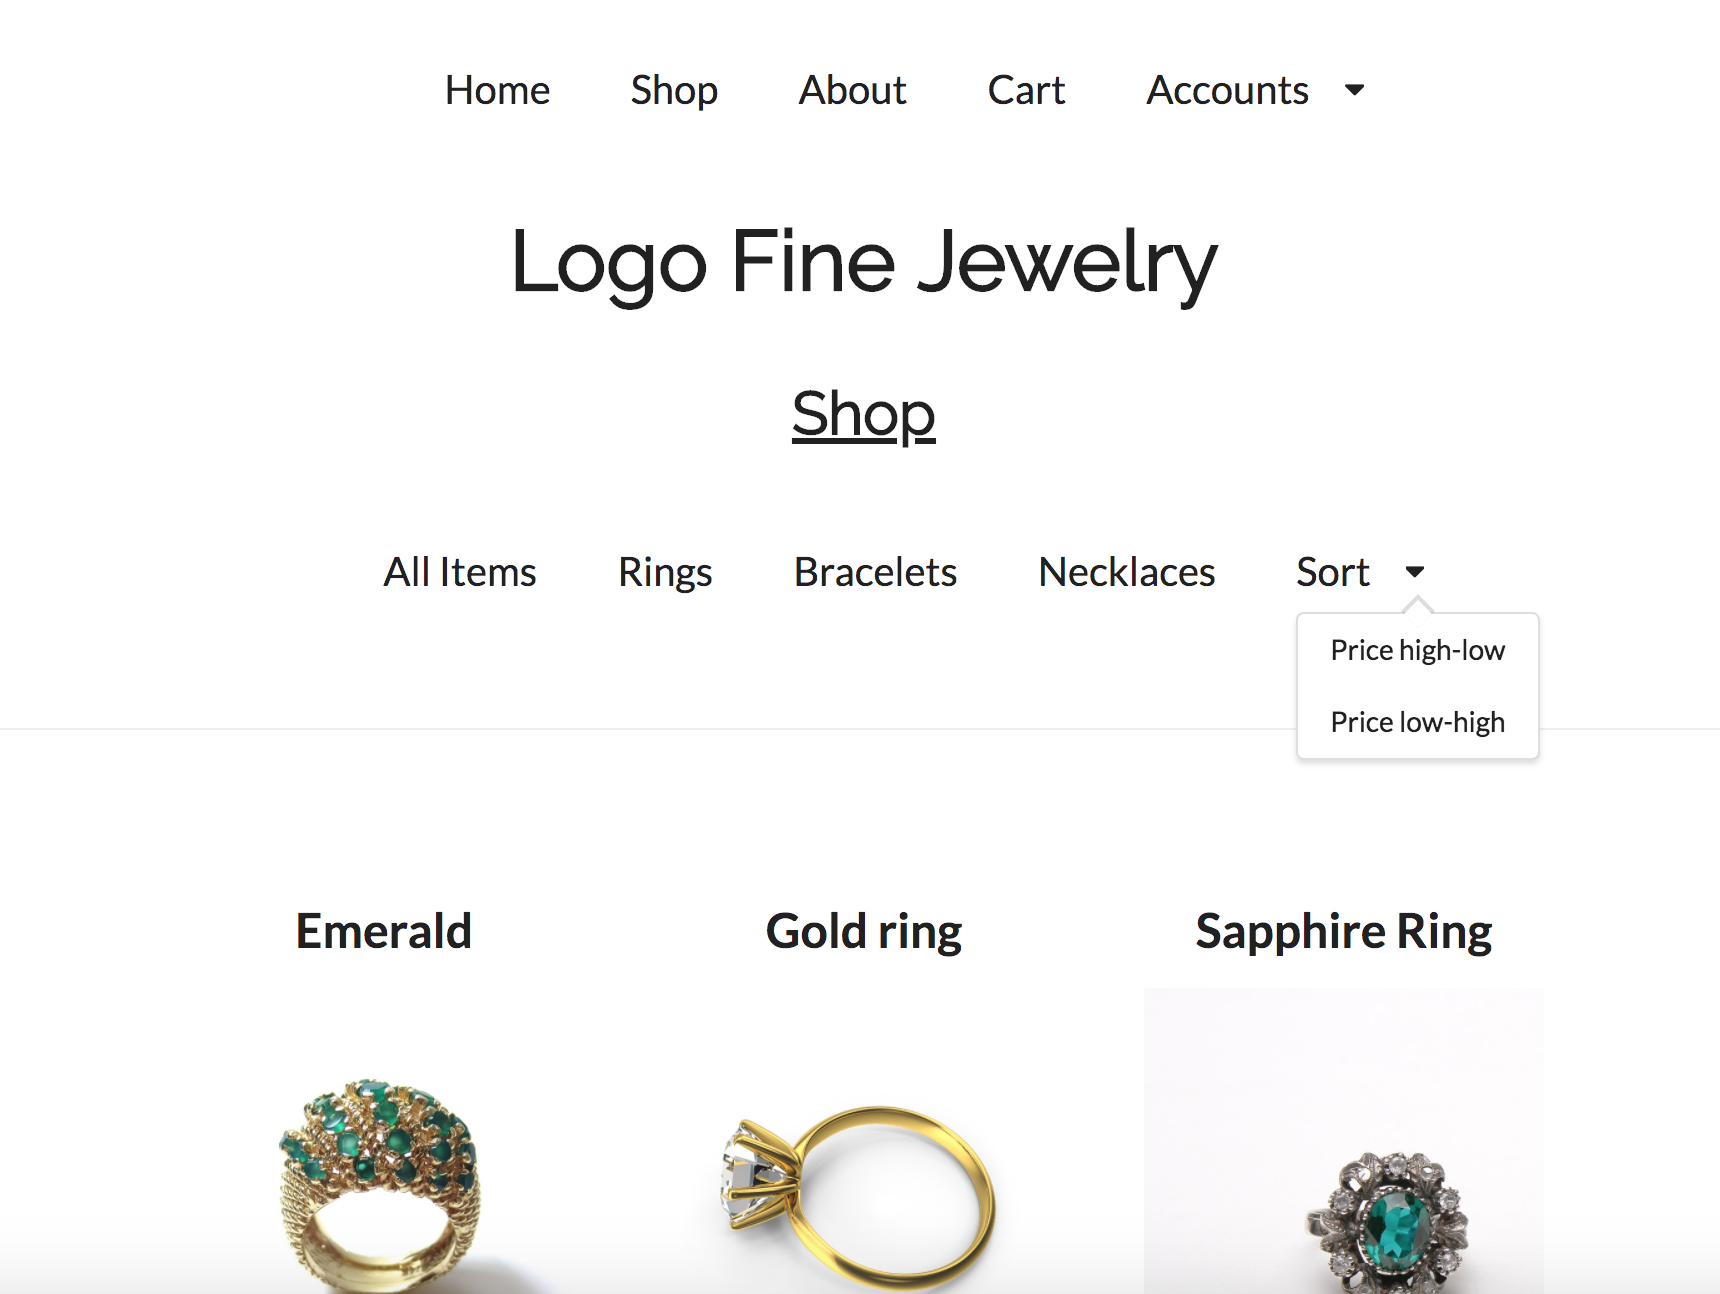 Home Shop About Cart Accounts
Logo Fine Jewelry
Shop
All Items Rings Bracelets Necklaces Sort
Price high-low
Price low-high
Emerald Gold ring Sapphire Ring